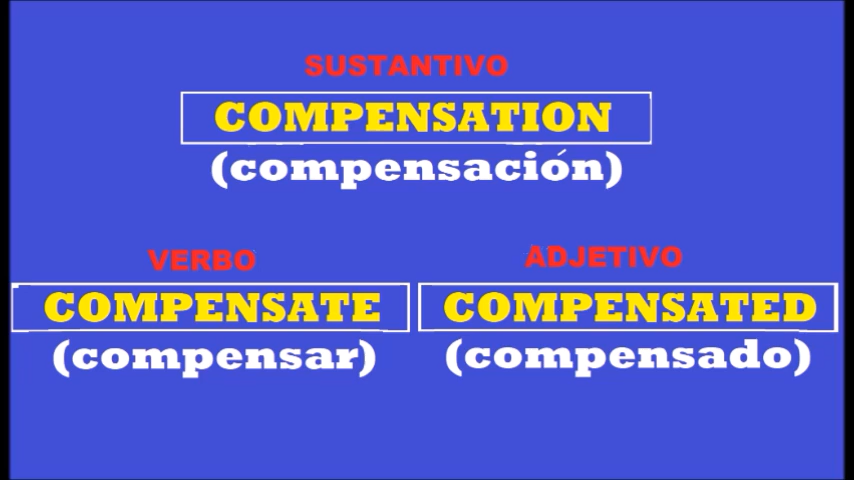 SUSTANTIVO
COMPENSATION
(compensación)
VERBO
COMPENSATE
(compensar)
ADJETIVO
COMPENSATED
(compensado)